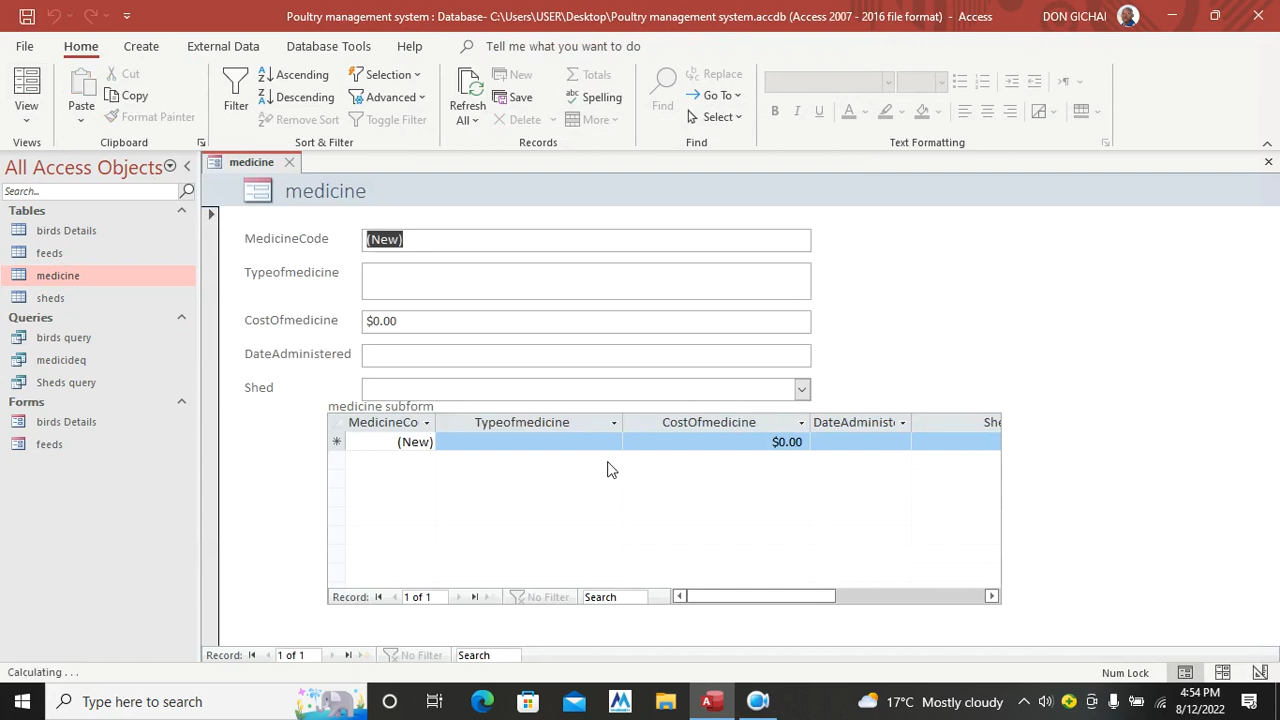 Poultry management system : Database- C:\Users\USER\Desktop\Poultry management system.accdb (Access 2007 - 2016 file format) - Access
DON GICHAI
File Home Create External Data Database Tools Help Tell me what you want to do
View
Views
Paste
Cut
Copy
Format Painter
Clipboard
Filter
Ascending
Descending
Remove Sort
Selection
Advanced
Toggle Filter
Sort & Filter
Refresh All
New
Save
Delete
Totals
Spelling
More
Records
Find
Replace
Go To
Select
Find
B I U A
Text Formatting
All Access Objects
Search...
Tables
birds Details
feeds
medicine
sheds
Queries
birds query
medicideq
Sheds query
Forms
birds Details
feeds
medicine
medicine
MedicineCode (New)
Typeofmedicine
CostOfmedicine $0.00
DateAdministered
Shed
medicine subform
MedicineCo Typeofmedicine CostOfmedicine DateAdministe She
(New) $0.00
Record: 1 of 1 No Filter Search
Record: 1 of 1 No Filter Search
Calculating . . .
Num Lock
Type here to search
17°C Mostly cloudy
4:54 PM
8/12/2022